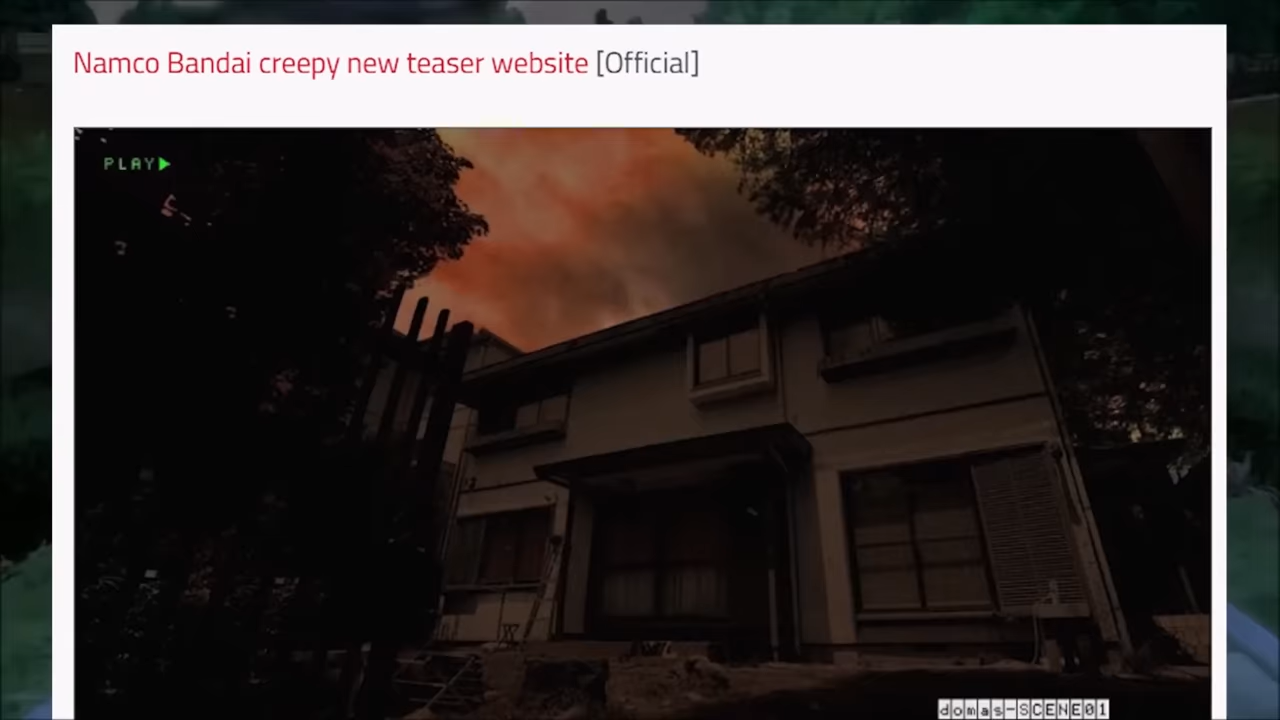 Namco Bandai creepy new teaser website [Official]
PLAY▶
domas-SCENE01